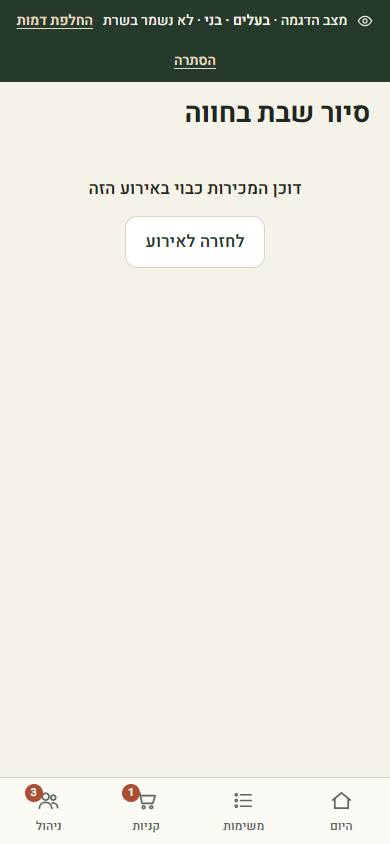 מצב הדגמה · בעלים · בני · לא נשמר בשרת החלפת דמות
הסתרה
סיור שבת בחווה
דוכן המכירות כבוי באירוע הזה
לחזרה לאירוע
3 1
היום משימות קניות ניהול